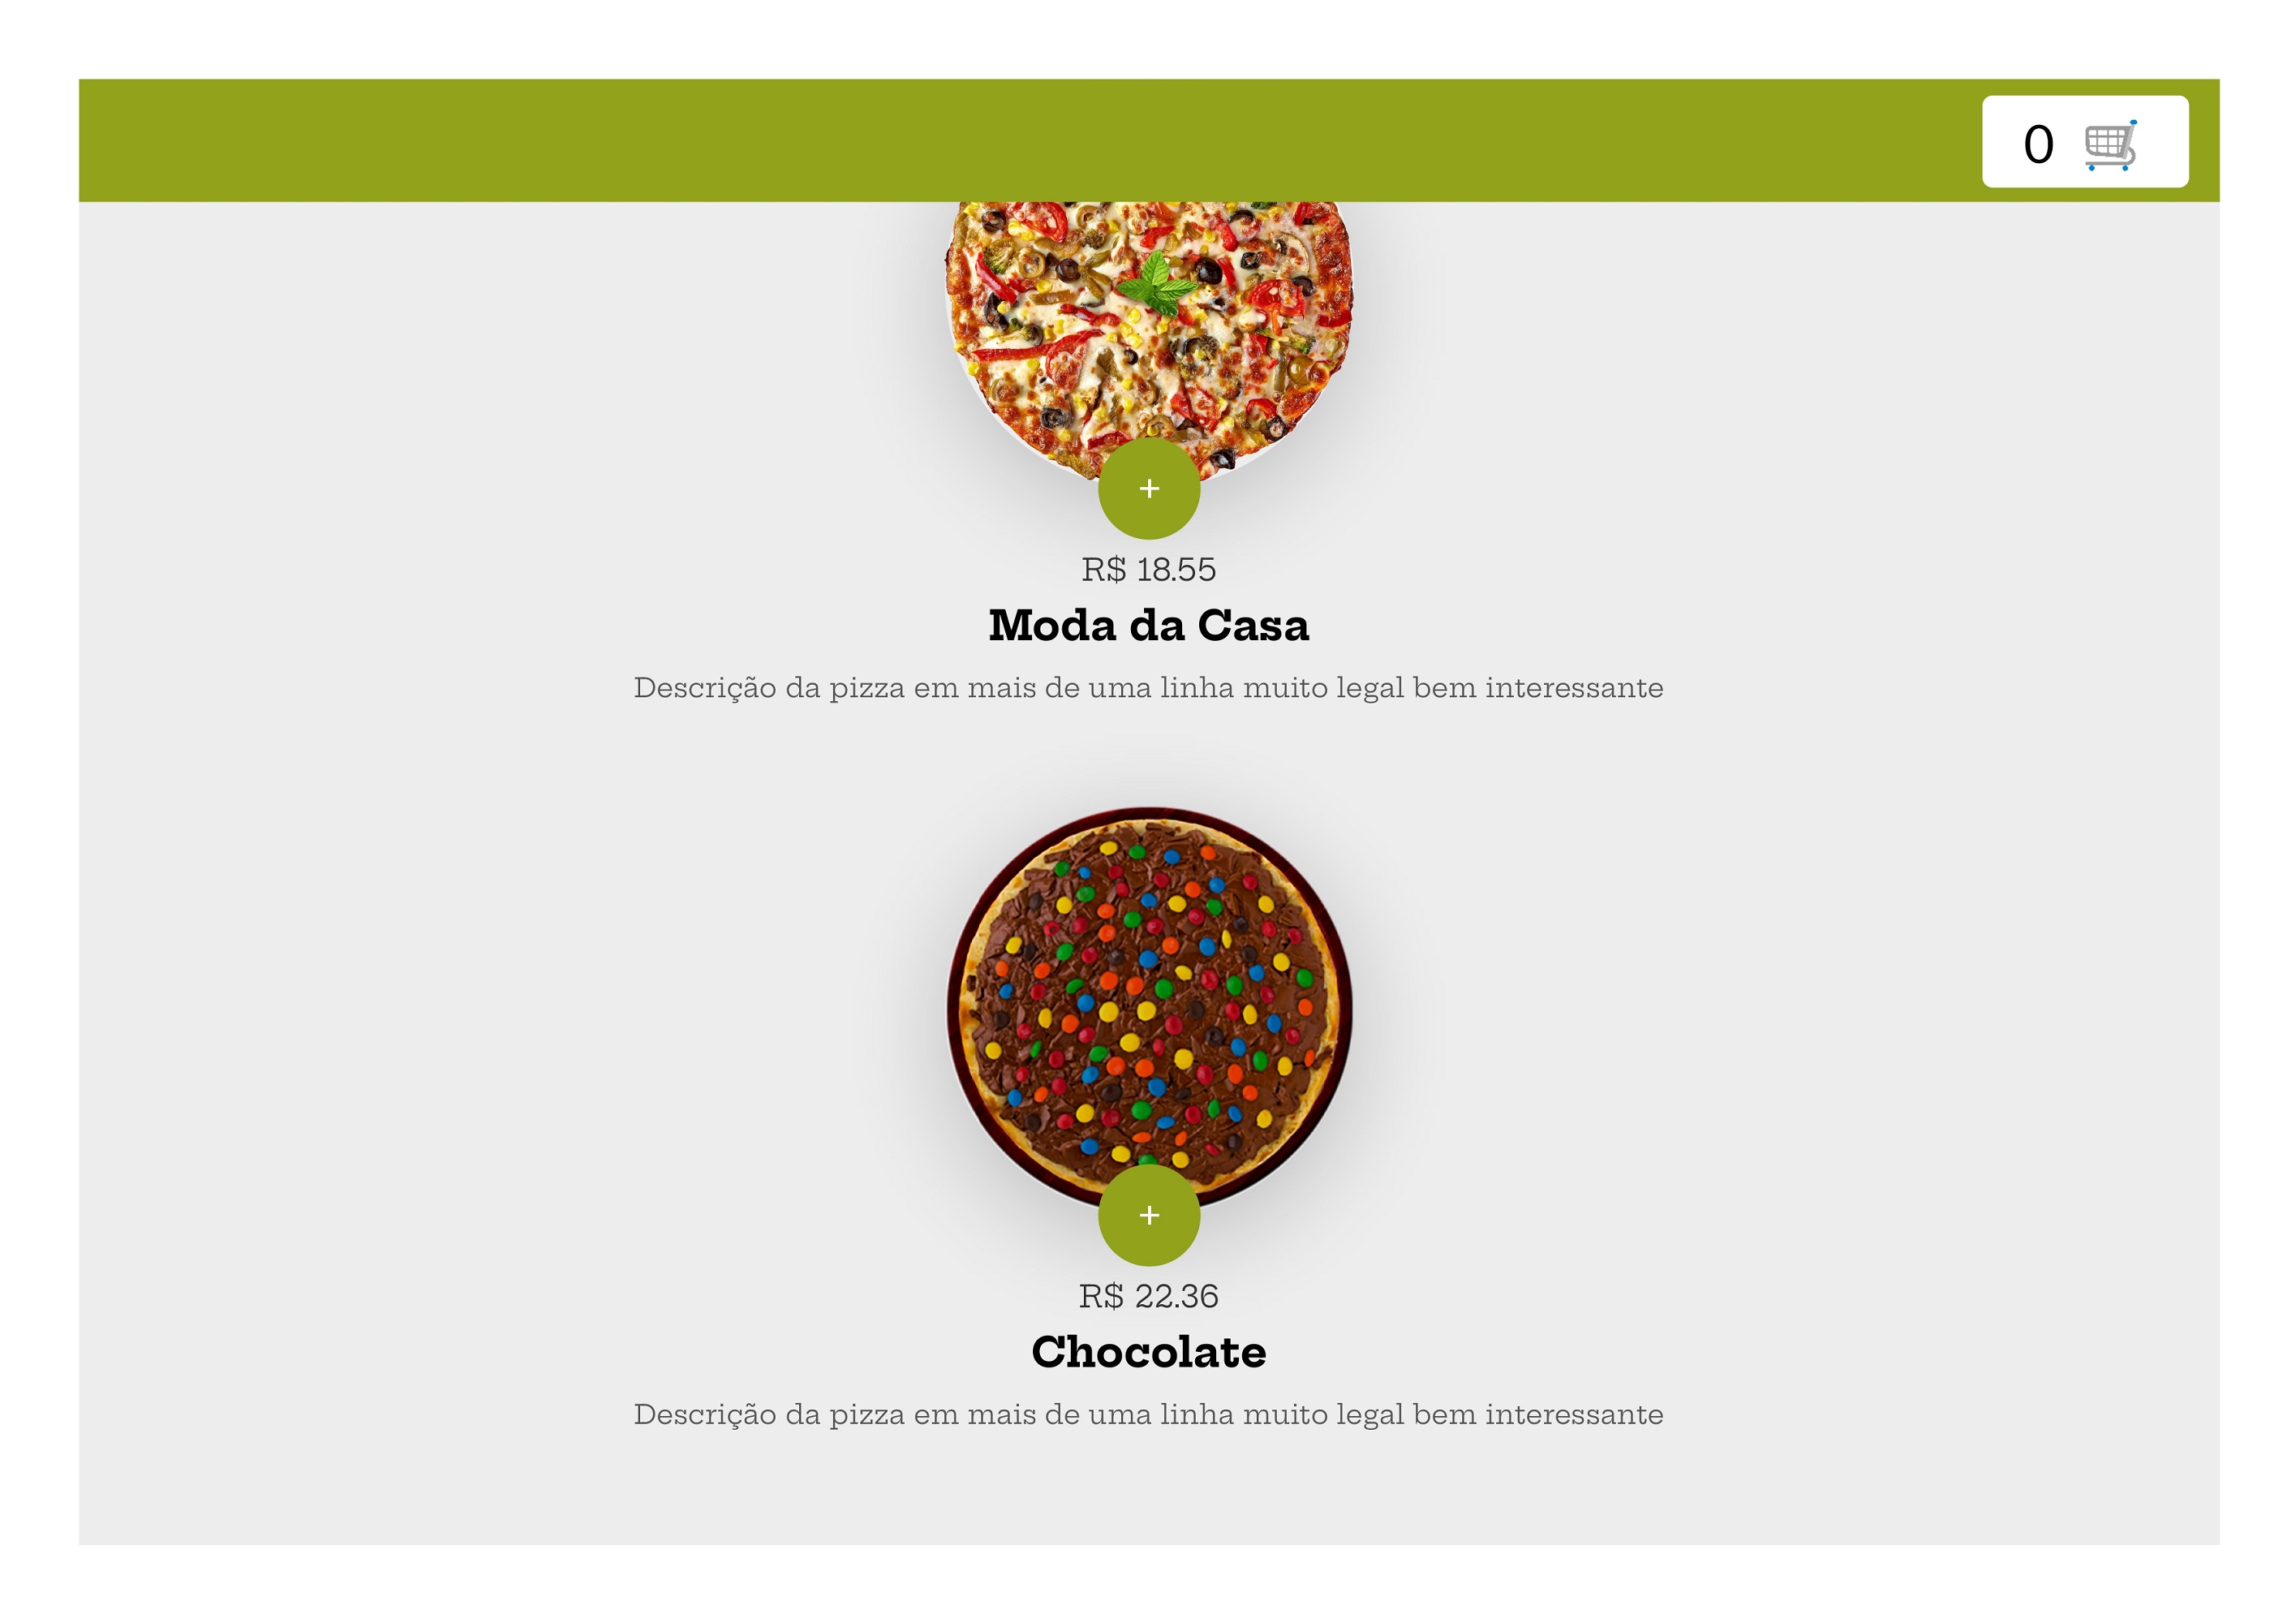 0
+
R$ 18.55
Moda da Casa
Descrição da pizza em mais de uma linha muito legal bem interessante
+
R$ 22.36
Chocolate
Descrição da pizza em mais de uma linha muito legal bem interessante